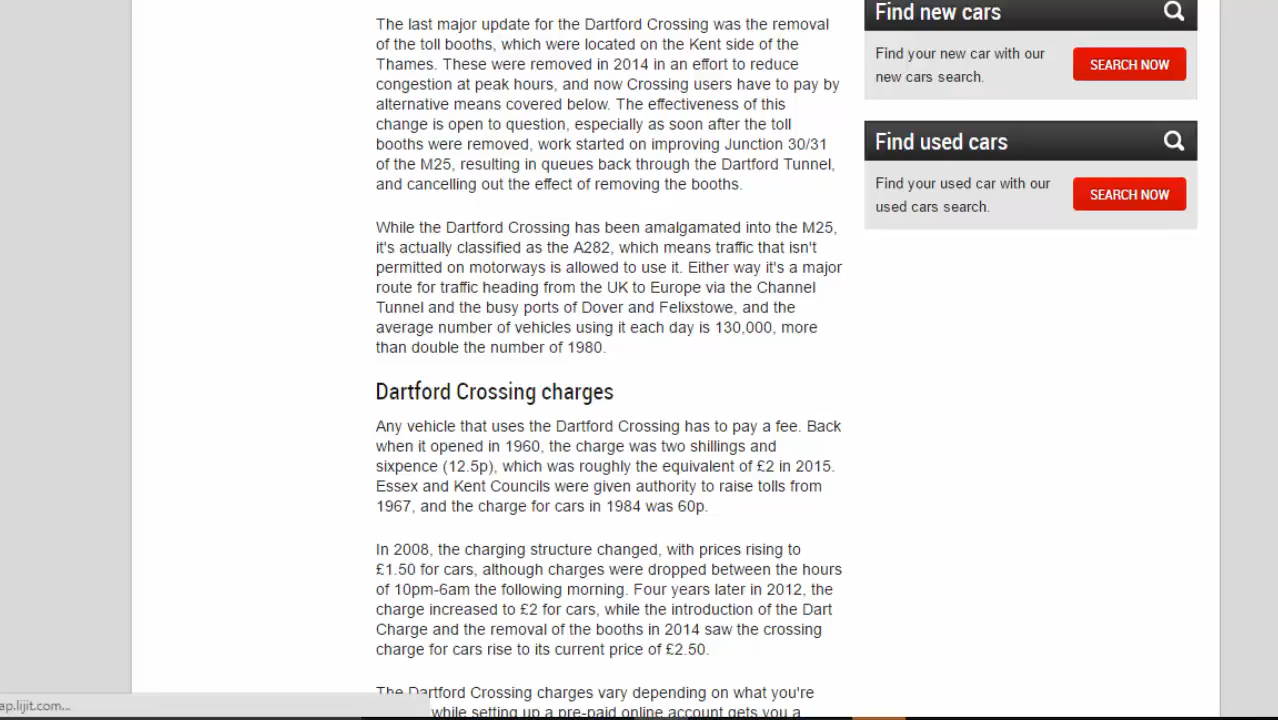 The last major update for the Dartford Crossing was the removal
of the toll booths, which were located on the Kent side of the
Thames. These were removed in 2014 in an effort to reduce
congestion at peak hours, and now Crossing users have to pay by
alternative means covered below. The effectiveness of this
change is open to question, especially as soon after the toll
booths were removed, work started on improving Junction 30/31
of the M25, resulting in queues back through the Dartford Tunnel,
and cancelling out the effect of removing the booths.
While the Dartford Crossing has been amalgamated into the M25,
it's actually classified as the A282, which means traffic that isn't
permitted on motorways is allowed to use it. Either way it's a major
route for traffic heading from the UK to Europe via the Channel
Tunnel and the busy ports of Dover and Felixstowe, and the
average number of vehicles using it each day is 130,000, more
than double the number of 1980.
Dartford Crossing charges
Any vehicle that uses the Dartford Crossing has to pay a fee. Back
when it opened in 1960, the charge was two shillings and
sixpence (12.5p), which was roughly the equivalent of £2 in 2015.
Essex and Kent Councils were given authority to raise tolls from
1967, and the charge for cars in 1984 was 60p.
In 2008, the charging structure changed, with prices rising to
£1.50 for cars, although charges were dropped between the hours
of 10pm-6am the following morning. Four years later in 2012, the
charge increased to £2 for cars, while the introduction of the Dart
Charge and the removal of the booths in 2014 saw the crossing
charge for cars rise to its current price of £2.50.
The Dartford Crossing charges vary depending on what you're
while setting up a pre-paid online account gets you a
Find new cars
Find your new car with our
new cars search.
SEARCH NOW
Find used cars
Find your used car with our
used cars search.
SEARCH NOW
ap.lijit.com...